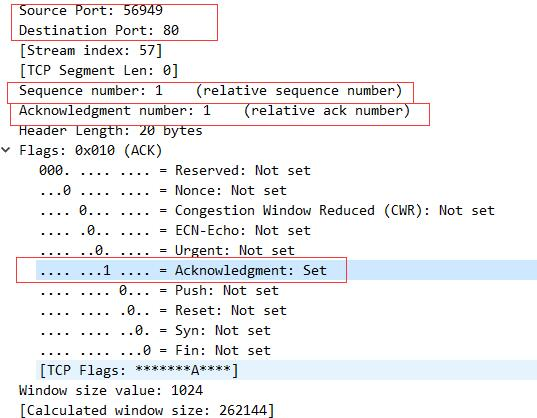 Source Port: 56949
Destination Port: 80
[Stream index: 57]
[TCP Segment Len: 0]
Sequence number: 1    (relative sequence number)
Acknowledgment number: 1    (relative ack number)
Header Length: 20 bytes
Flags: 0x010 (ACK)
000. .... .... = Reserved: Not set
...0 .... .... = Nonce: Not set
.... 0... .... = Congestion Window Reduced (CWR): Not set
.... .0.. .... = ECN-Echo: Not set
.... ..0. .... = Urgent: Not set
.... ...1 .... = Acknowledgment: Set
.... .... 0... = Push: Not set
.... .... .0.. = Reset: Not set
.... .... ..0. = Syn: Not set
.... .... ...0 = Fin: Not set
[TCP Flags: *******A****]
Window size value: 1024
[Calculated window size: 262144]